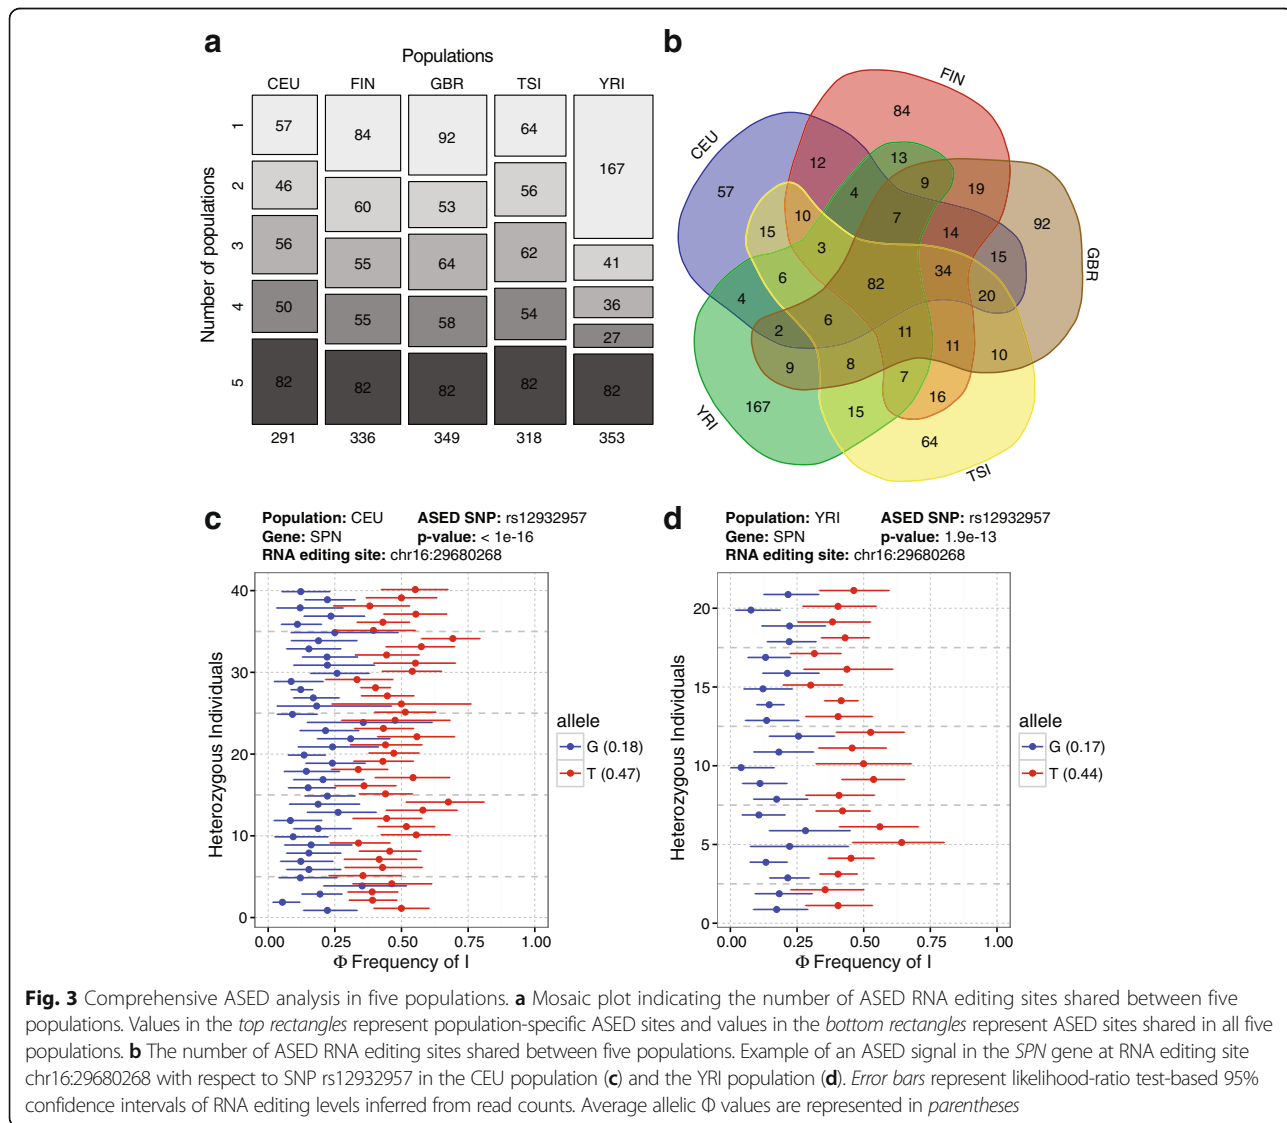 a
Populations
CEU FIN GBR TSI YRI
Number of populations
1 57 84 92 64 167
2 46 60 53 56 41
3 56 55 64 62 36
4 50 55 58 54 27
5 82 82 82 82 82
291 336 349 318 353
b
FIN
84
CEU
12 13
57 4 9 19
GBR
92
15 10 7 14 15
3
6 82 34 20
4
2 6 11 11 10
9 8 7
16
YRI
167 15
64
TSI
c
Population: CEU ASED SNP: rs12932957
Gene: SPN p-value: < 1e-16
RNA editing site: chr16:29680268
Heterozygous Individuals
40
30
20
10
0
0.00 0.25 0.50 0.75 1.00
Φ Frequency of I
allele
G (0.18)
T (0.47)
d
Population: YRI ASED SNP: rs12932957
Gene: SPN p-value: 1.9e-13
RNA editing site: chr16:29680268
Heterozygous Individuals
20
15
10
5
0
0.00 0.25 0.50 0.75 1.00
Φ Frequency of I
allele
G (0.17)
T (0.44)
Fig. 3 Comprehensive ASED analysis in five populations. a Mosaic plot indicating the number of ASED RNA editing sites shared between five
populations. Values in the top rectangles represent population-specific ASED sites and values in the bottom rectangles represent ASED sites shared in all five
populations. b The number of ASED RNA editing sites shared between five populations. Example of an ASED signal in the SPN gene at RNA editing site
chr16:29680268 with respect to SNP rs12932957 in the CEU population (c) and the YRI population (d). Error bars represent likelihood-ratio test-based 95%
confidence intervals of RNA editing levels inferred from read counts. Average allelic Φ values are represented in parentheses